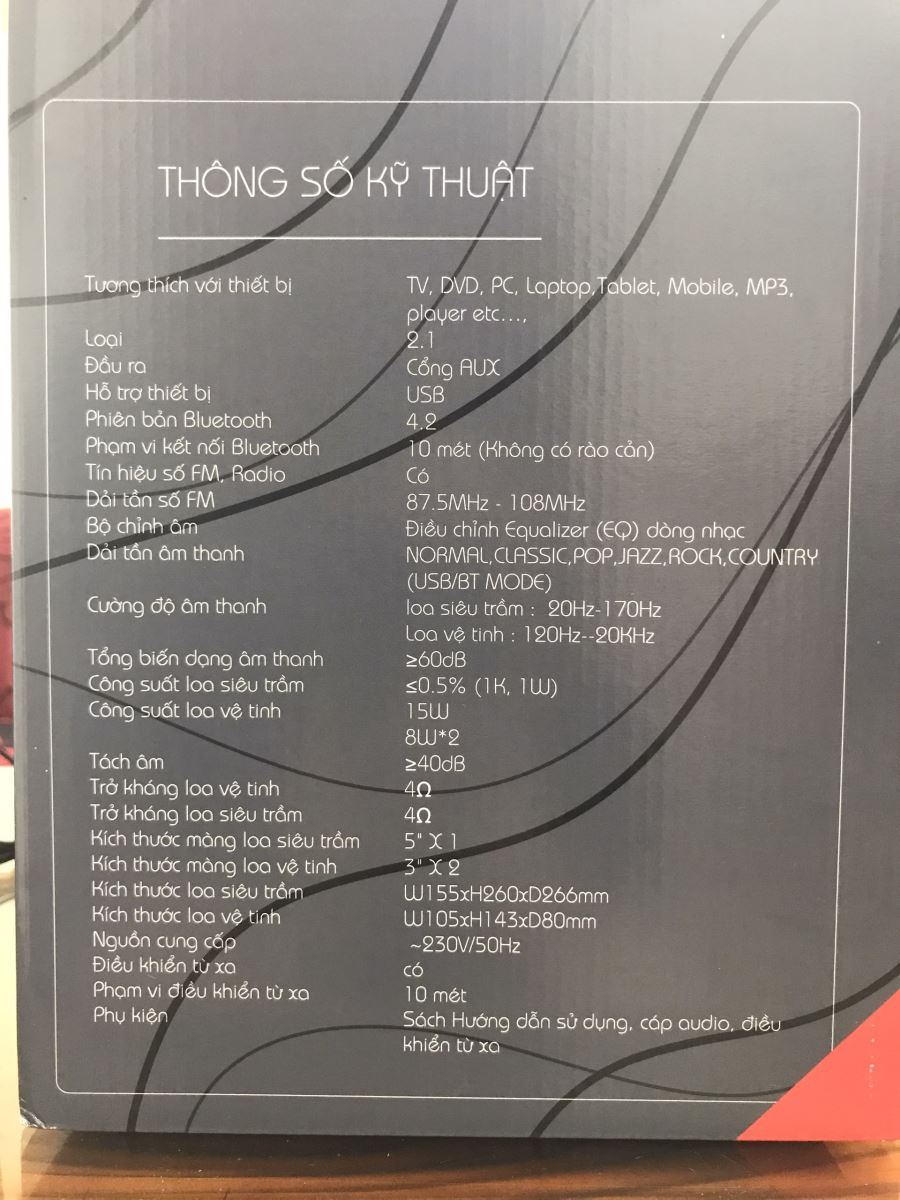 THÔNG SỐ KỸ THUẬT
Tương thích với thiết bị TV, DVD, PC, Laptop,Tablet, Mobile, MP3,
player etc...,
Loại 2.1
Đầu ra Cổng AUX
Hỗ trợ thiết bị USB
Phiên bản Bluetooth 4.2
Phạm vi kết nối Bluetooth 10 mét (Không có rào cản)
Tín hiệu số FM, Radio Có
Dải tần số FM 87.5MHz - 108MHz
Bộ chỉnh âm Điều chỉnh Equalizer (EQ) dòng nhạc
Dải tần âm thanh NORMAL,CLASSIC,POP,JAZZ,ROCK,COUNTRY
(USB/BT MODE)
Cường độ âm thanh loa siêu trầm : 20Hz-170Hz
Loa vệ tinh : 120Hz--20KHz
Tổng biến dạng âm thanh ≥60dB
Công suất loa siêu trầm ≤0.5% (1K, 1W)
Công suất loa vệ tinh 15W
8W*2
Tách âm ≥40dB
Trở kháng loa vệ tinh 4Ω
Trở kháng loa siêu trầm 4Ω
Kích thước màng loa siêu trầm 5" X 1
Kích thước màng loa vệ tinh 3" X 2
Kích thước loa siêu trầm W155xH260xD266mm
Kích thước loa vệ tinh W105xH143xD80mm
Nguồn cung cấp ~230V/50Hz
Điều khiển từ xa có
Phạm vi điều khiển từ xa 10 mét
Phụ kiện Sách Hướng dẫn sử dụng, cáp audio, điều
khiển từ xa